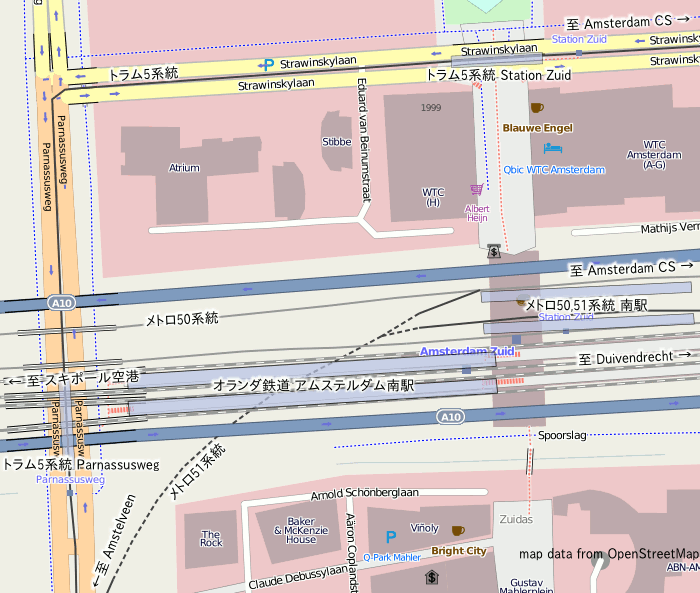 至 Amsterdam CS →
Station Zuid
Strawinskylaan
Strawinsk
Strawinskylaan
トラム5系統
Strawinskylaan
トラム5系統 Station Zuid
Strawinsk
P
1999
Blauwe Engel
Parnassusweg
Parnassusweg
Eduard van Beinumstraat
Stibbe
Atrium
WTC
Amsterdam
(A-G)
Qbic WTC Amsterdam
WTC
(H)
Albert
Heijn
Mathijs Verm
至 Amsterdam CS →
A10
メトロ50,51系統 南駅
Station Zuid
メトロ50系統
Amsterdam Zuid
至 Duivendrecht →
← 至 スキポール空港
オランダ鉄道 アムステルダム南駅
A10
Parnassusw
Parnassusw
Spoorslag
トラム5系統 Parnassusweg
Parnassusweg
メトロ51系統
Arnold Schönberglaan
←至 Amstelveen
The
Rock
Baker
& McKenzie
House
Aäron Coplandst
Viñoly
P
Q-Park Mahler
Bright City
Zuidas
map data from OpenStreetMap
ABN-AM
Claude Debussylaan
Gustav
Mahlerplein